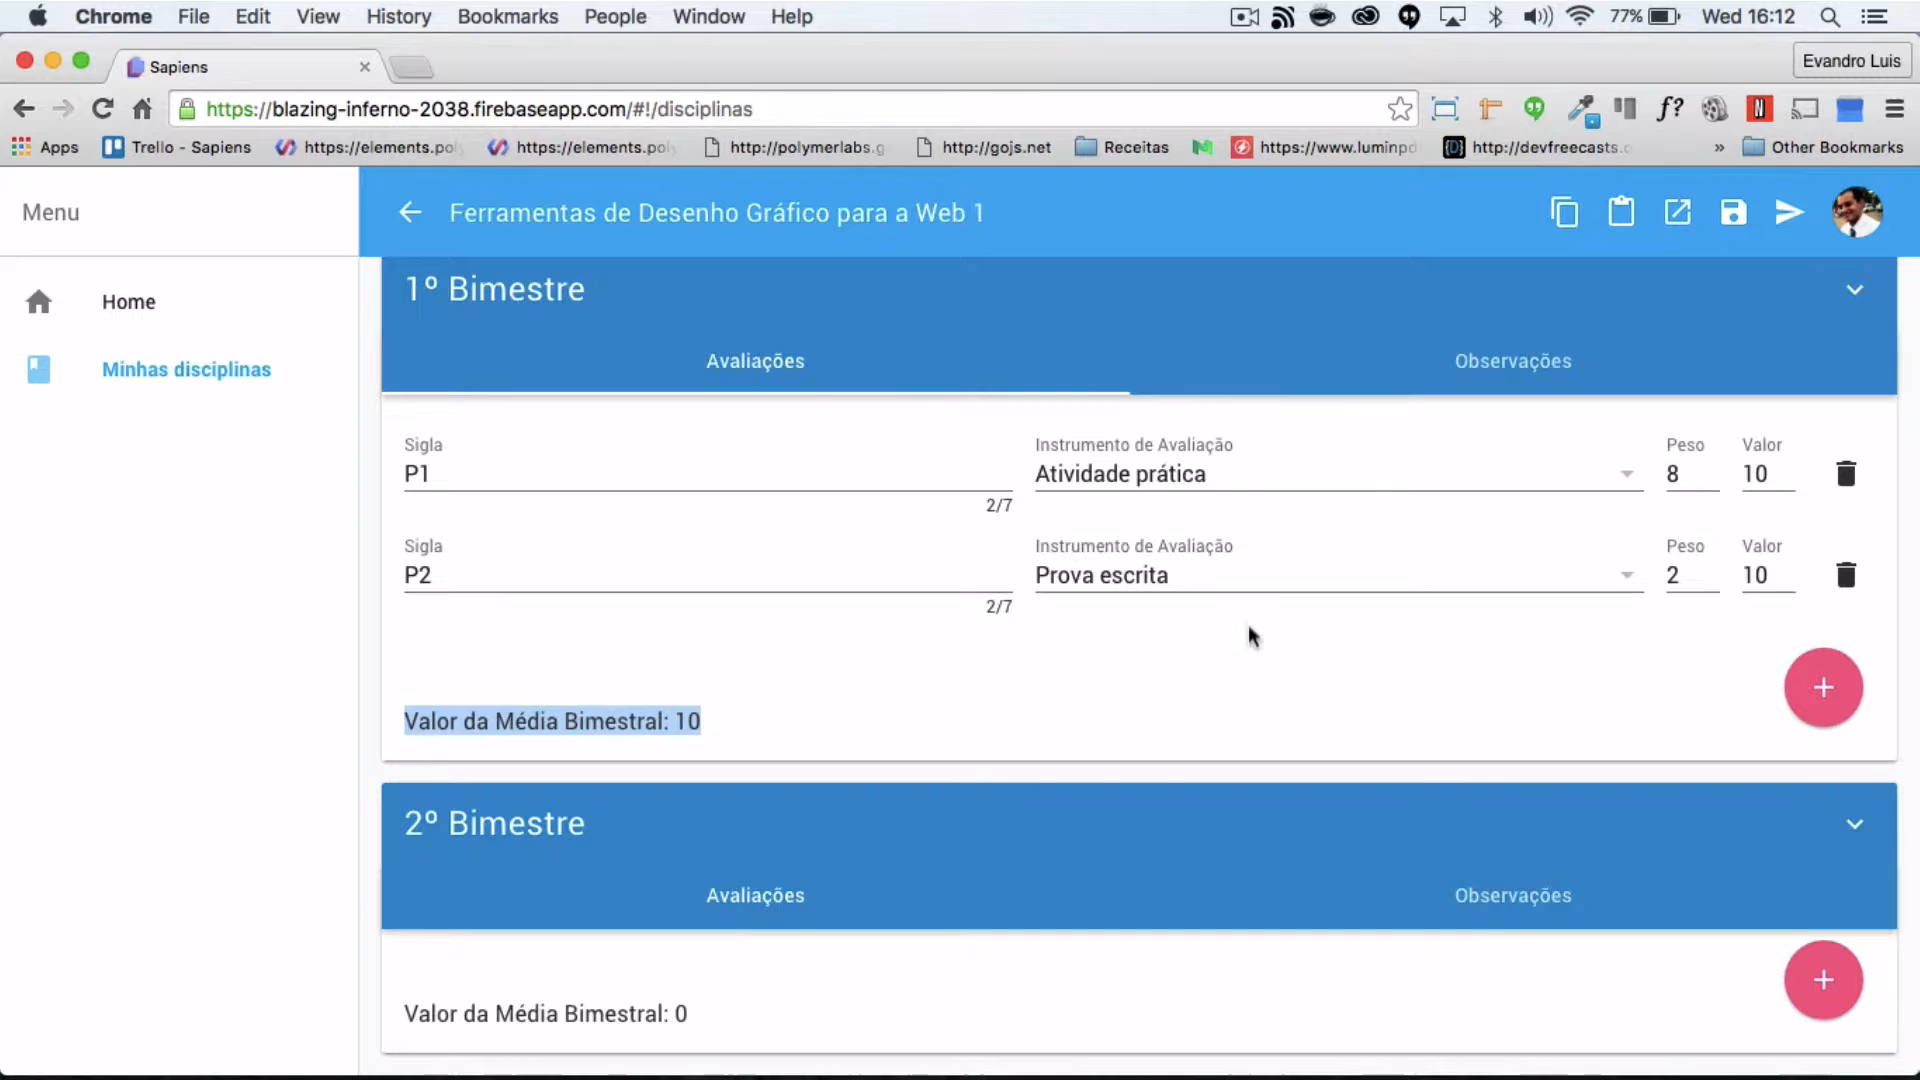 Chrome File Edit View History Bookmarks People Window Help 77% Wed 16:12
Sapiens Evandro Luis
https://blazing-inferno-2038.firebaseapp.com/#!/disciplinas f?
Apps Trello - Sapiens https://elements.pol https://elements.pol http://polymerlabs.g http://gojs.net Receitas https://www.luminpd http://devfreecasts.c » Other Bookmarks
Menu
Ferramentas de Desenho Gráfico para a Web 1
Home
Minhas disciplinas
1º Bimestre
Avaliações Observações
Sigla Instrumento de Avaliação Peso Valor
P1 Atividade prática 8 10
2/7
Sigla Instrumento de Avaliação Peso Valor
P2 Prova escrita 2 10
2/7
Valor da Média Bimestral: 10
2º Bimestre
Avaliações Observações
Valor da Média Bimestral: 0